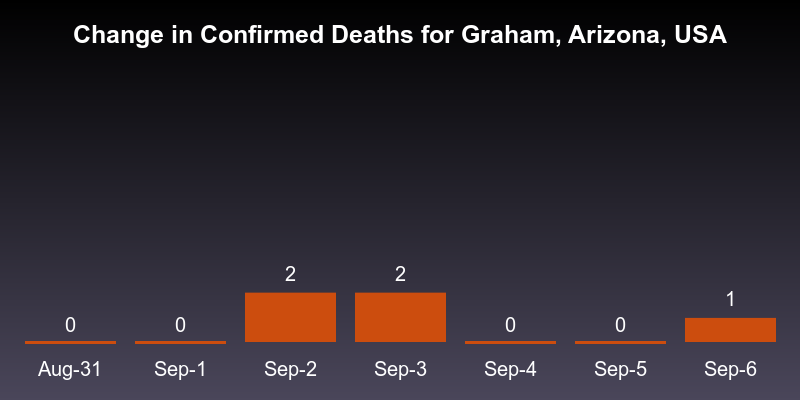 Change in Confirmed Deaths for Graham, Arizona, USA
0 0 2 2 0 0 1
Aug-31 Sep-1 Sep-2 Sep-3 Sep-4 Sep-5 Sep-6